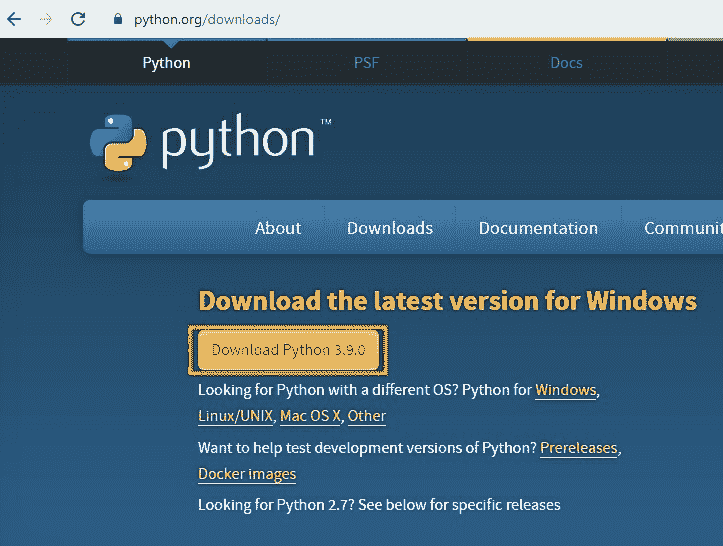 python.org/downloads/
Python PSF Docs
python™
About Downloads Documentation Communit
Download the latest version for Windows
Download Python 3.9.0
Looking for Python with a different OS? Python for Windows,
Linux/UNIX, Mac OS X, Other
Want to help test development versions of Python? Prereleases,
Docker images
Looking for Python 2.7? See below for specific releases